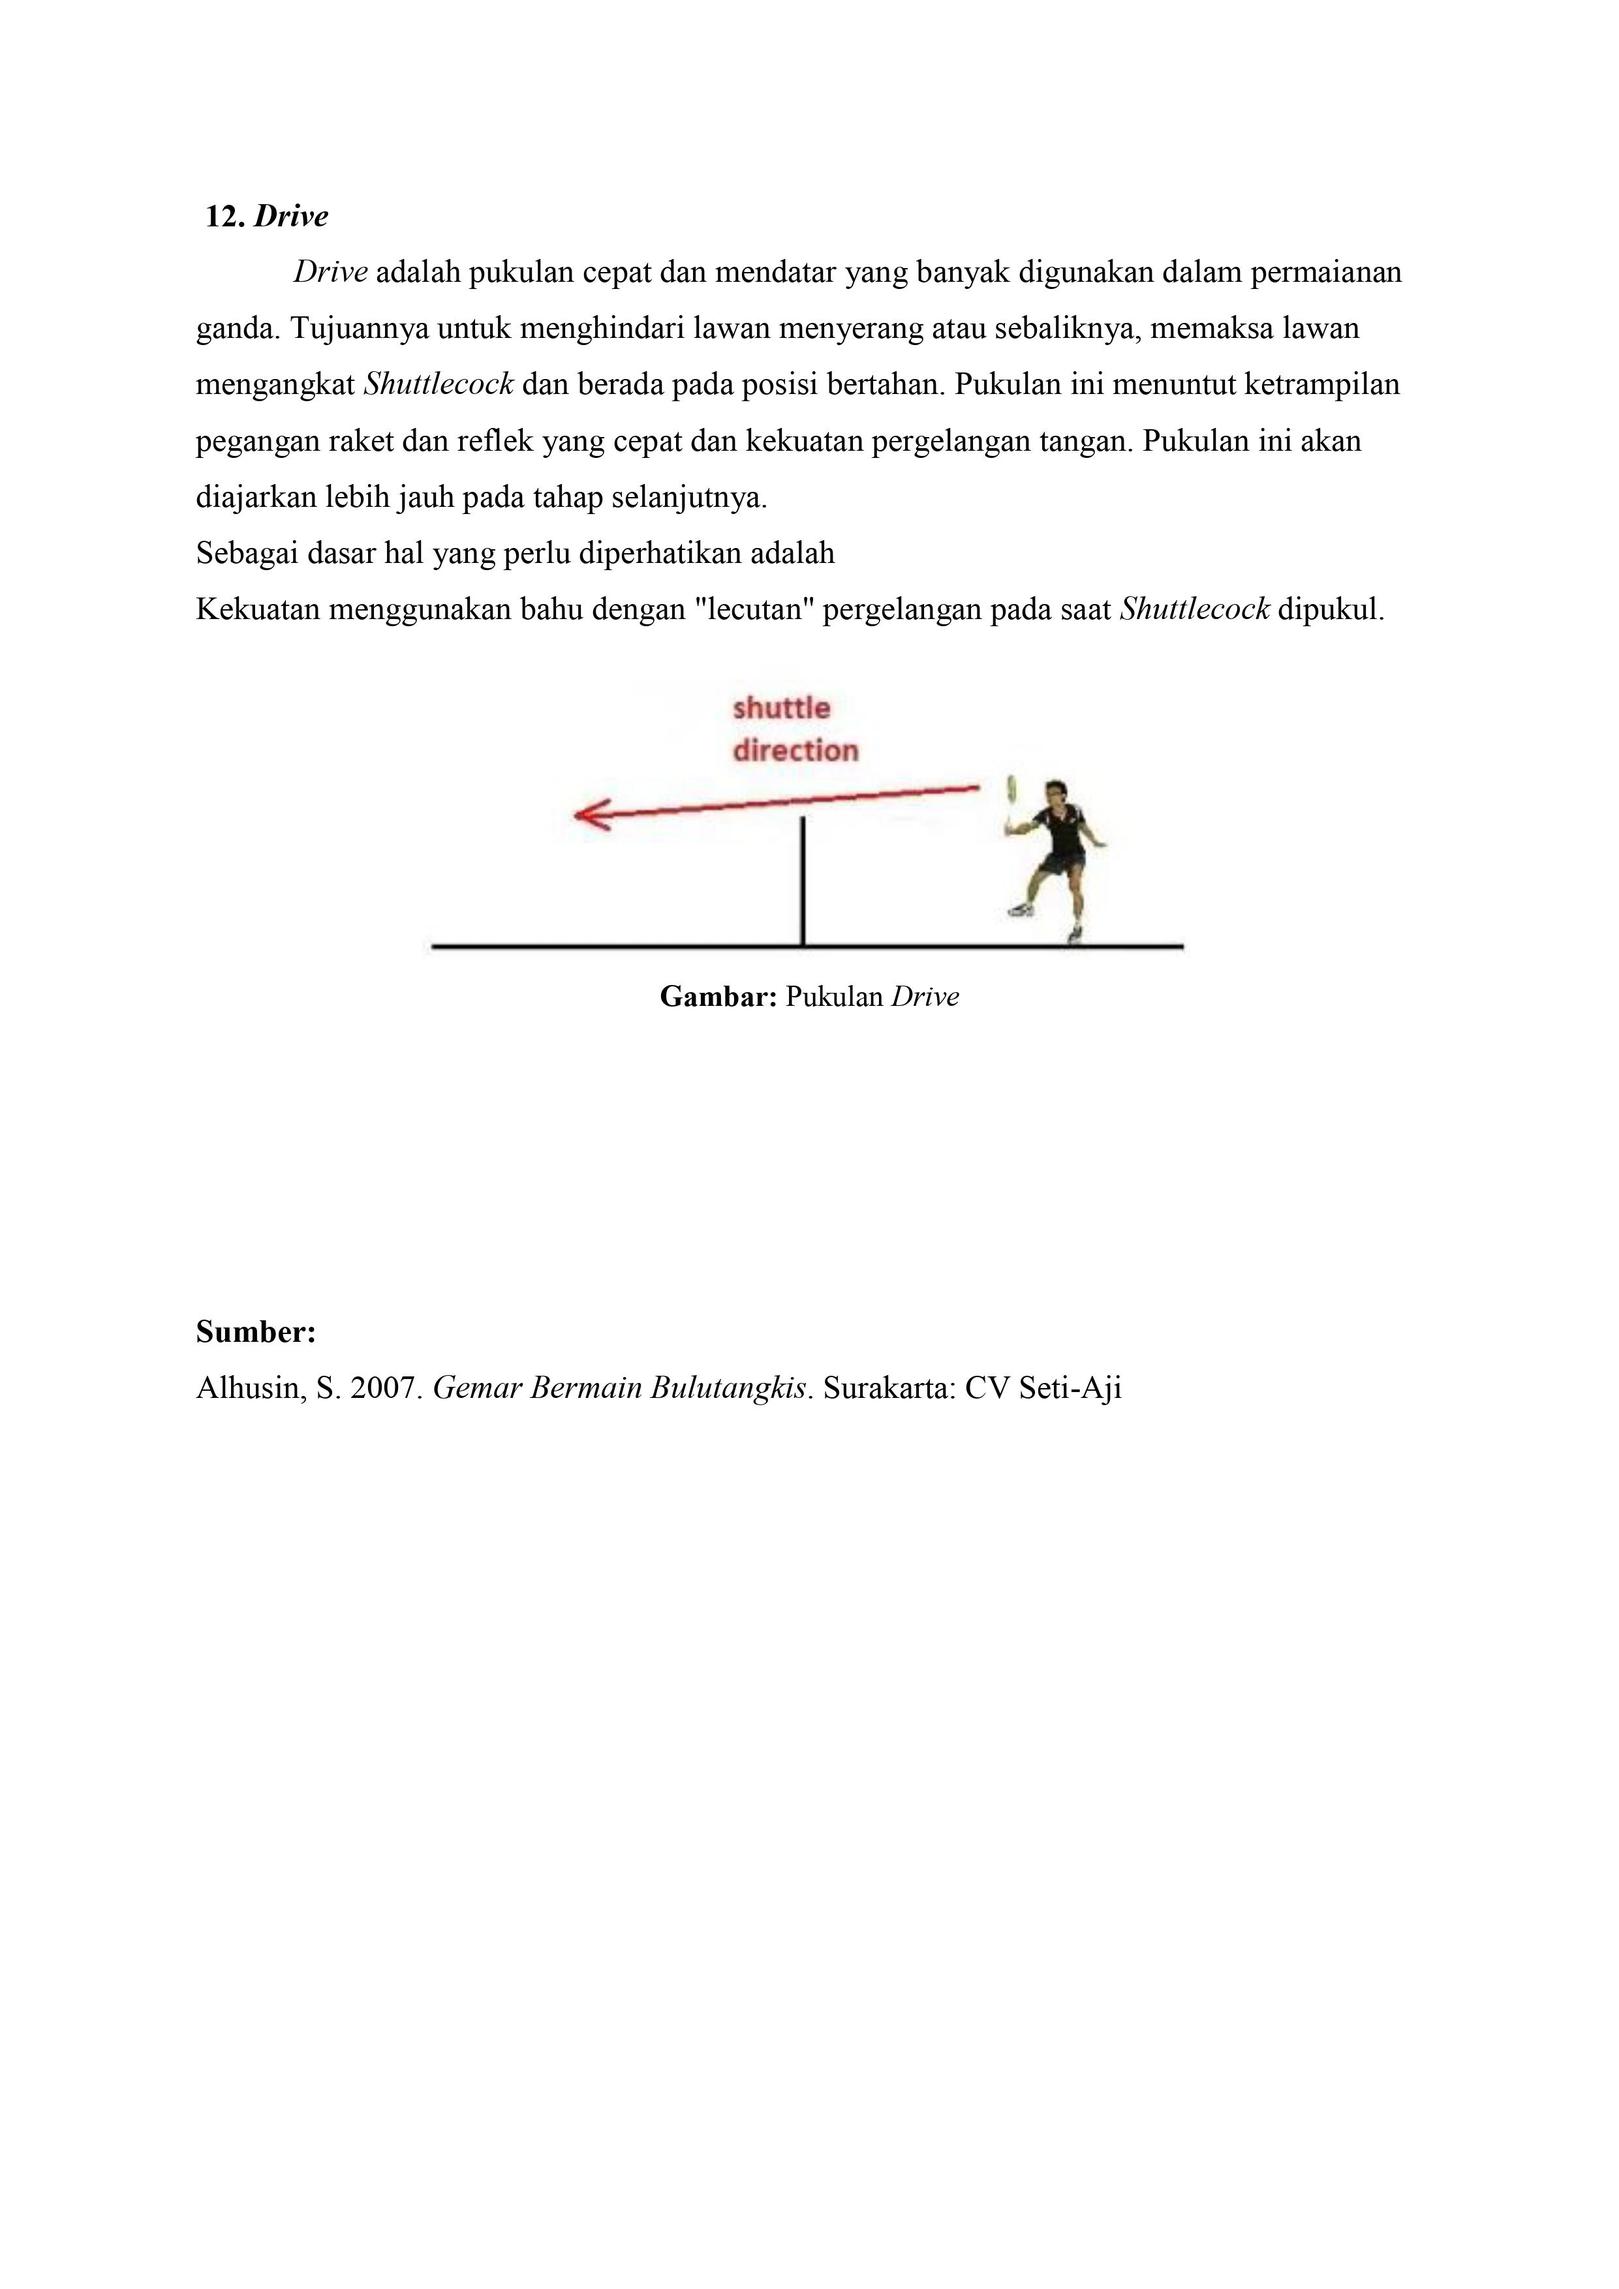 12. Drive
Drive adalah pukulan cepat dan mendatar yang banyak digunakan dalam permaianan
ganda. Tujuannya untuk menghindari lawan menyerang atau sebaliknya, memaksa lawan
mengangkat Shuttlecock dan berada pada posisi bertahan. Pukulan ini menuntut ketrampilan
pegangan raket dan reflek yang cepat dan kekuatan pergelangan tangan. Pukulan ini akan
diajarkan lebih jauh pada tahap selanjutnya.
Sebagai dasar hal yang perlu diperhatikan adalah
Kekuatan menggunakan bahu dengan "lecutan" pergelangan pada saat Shuttlecock dipukul.
shuttle
direction
Gambar: Pukulan Drive
Sumber:
Alhusin, S. 2007. Gemar Bermain Bulutangkis. Surakarta: CV Seti-Aji